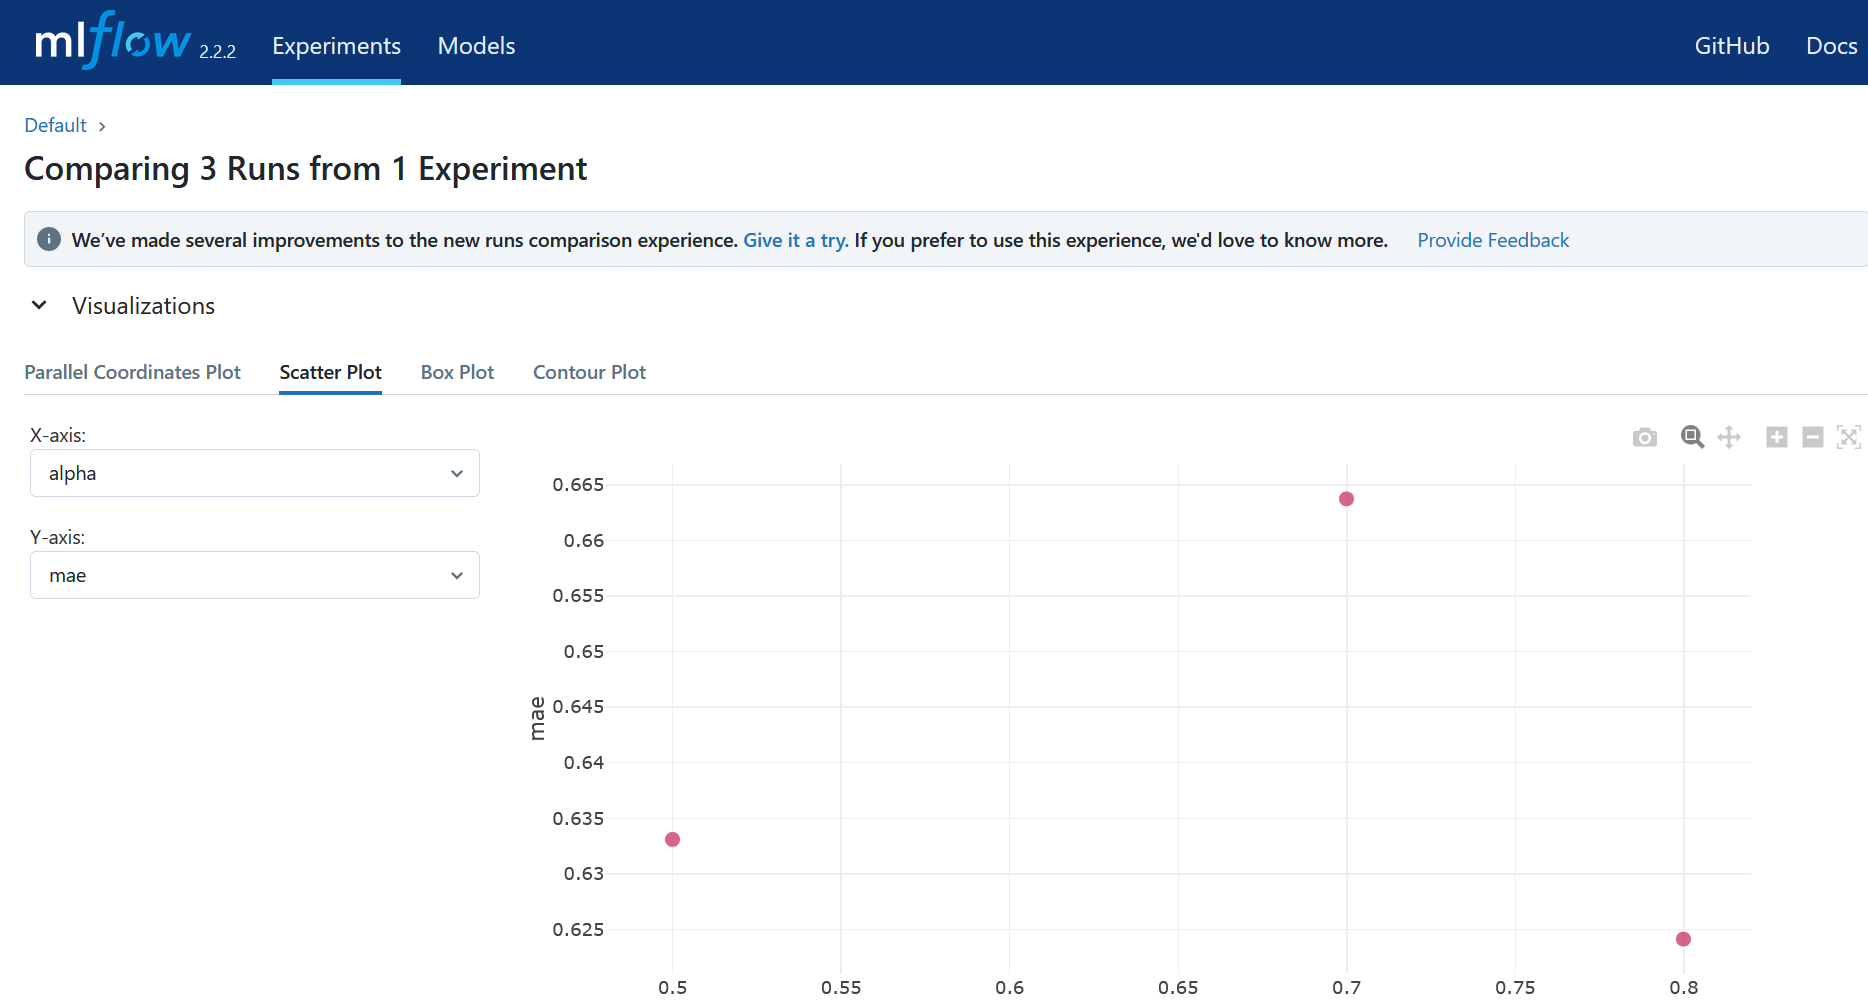 mlflow 2.2.2 Experiments Models GitHub Docs
Default
Comparing 3 Runs from 1 Experiment
i We’ve made several improvements to the new runs comparison experience. Give it a try. If you prefer to use this experience, we'd love to know more. Provide Feedback
Visualizations
Parallel Coordinates Plot Scatter Plot Box Plot Contour Plot
X-axis:
alpha
Y-axis:
mae
0.665
0.66
0.655
0.65
0.645
0.64
0.635
0.63
0.625
mae
0.5 0.55 0.6 0.65 0.7 0.75 0.8